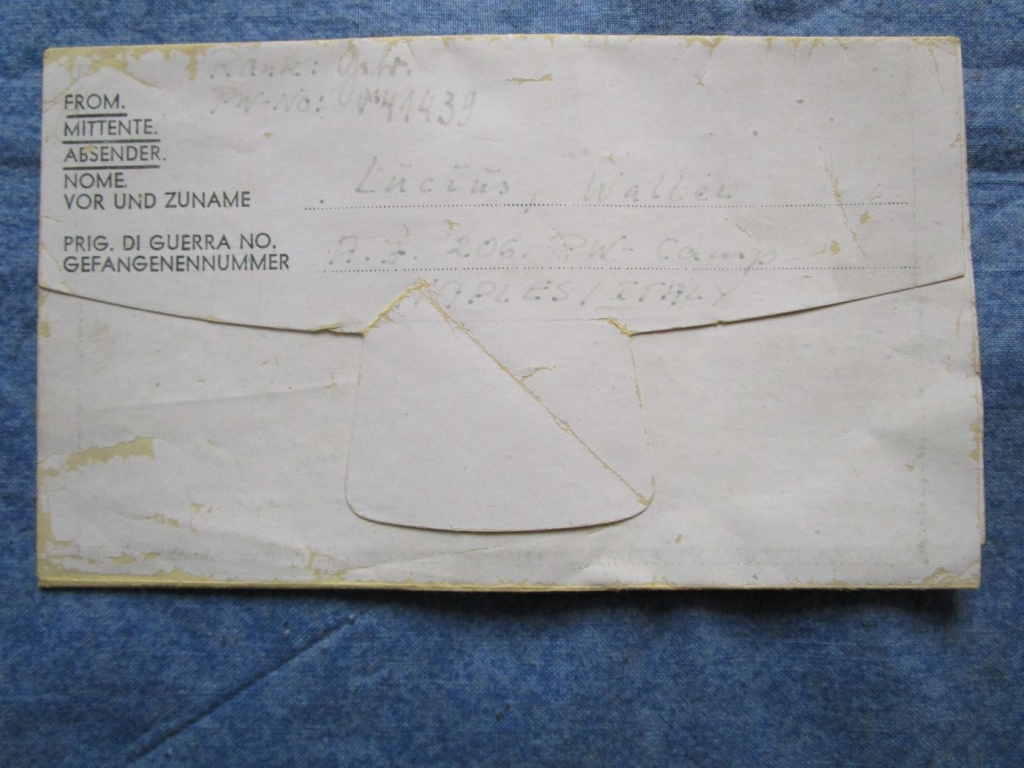 Rank: Ogfr.
PW-No: 141439
FROM.
MITTENTE.
ABSENDER.
NOME.
VOR UND ZUNAME Lucius, Walter
PRIG. DI GUERRA NO. 206. PW-Camp
GEFANGENENNUMMER
NAPLES/ITALY